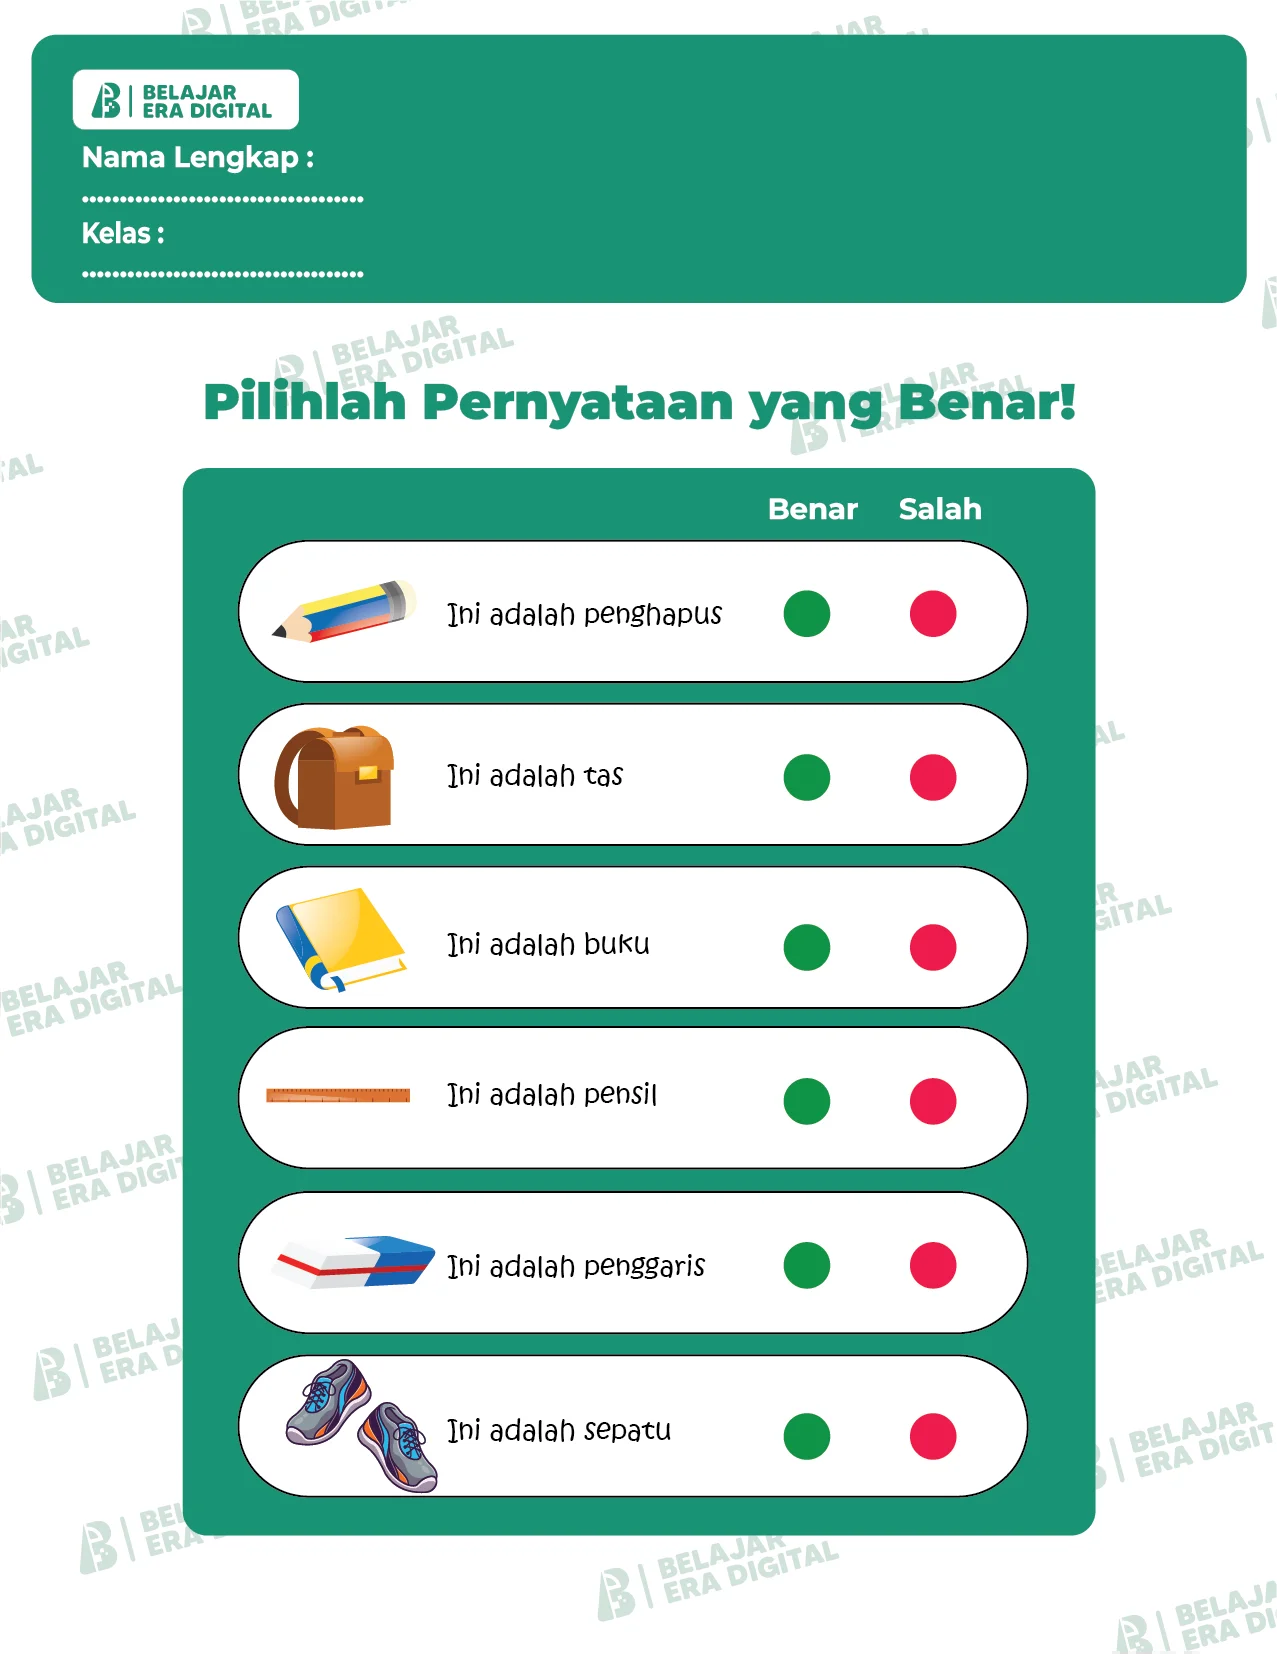 BELAJAR
ERA DIGITAL
Nama Lengkap :
.....................................
Kelas :
.....................................
Pilihlah Pernyataan yang Benar!
Benar Salah
Ini adalah penghapus
Ini adalah tas
Ini adalah buku
Ini adalah pensil
Ini adalah penggaris
Ini adalah sepatu
BELAJAR
ERA DIGITAL